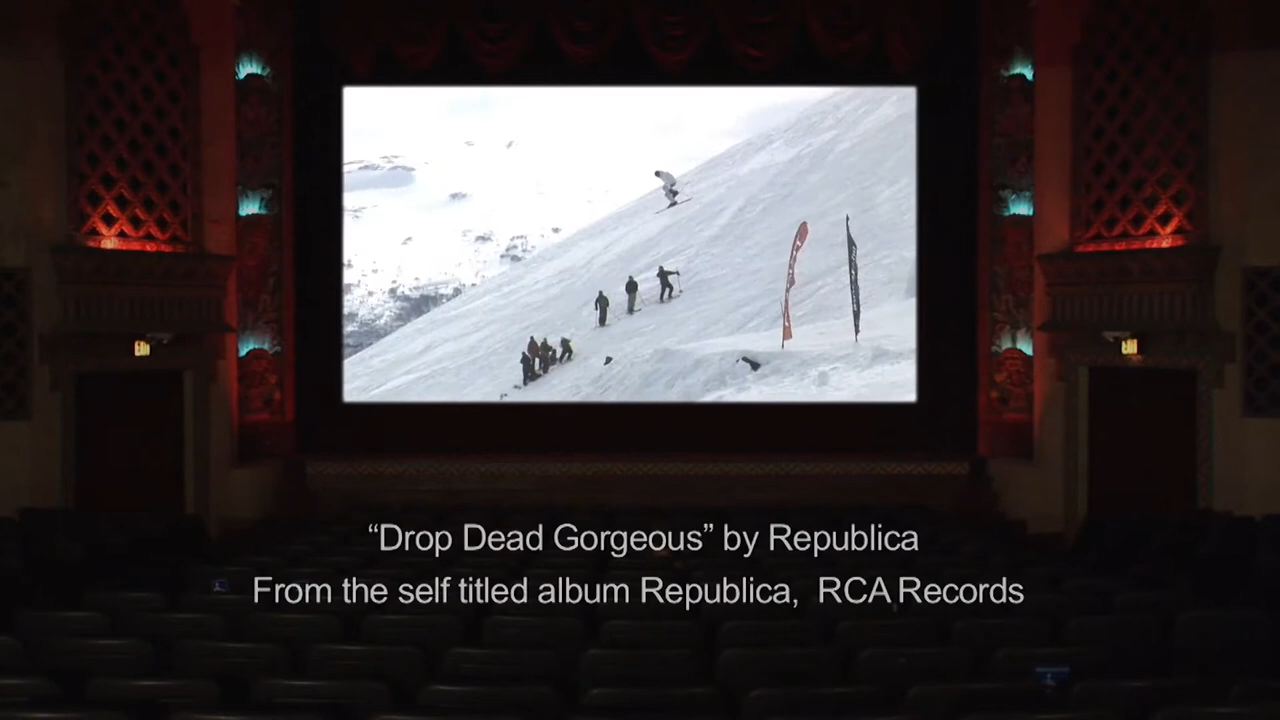 “Drop Dead Gorgeous” by Republica
From the self titled album Republica, RCA Records